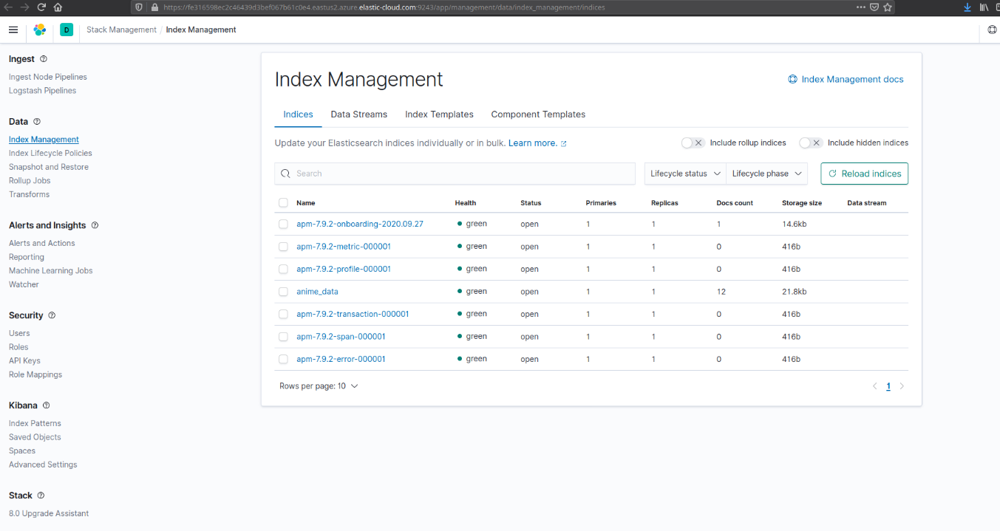 https://fe316598ec2c46439d3bef067b61c0e4.eastus2.azure.elastic-cloud.com:9243/app/management/data/index_management/indices
D Stack Management / Index Management
Ingest
Ingest Node Pipelines
Logstash Pipelines
Data
Index Management
Index Lifecycle Policies
Snapshot and Restore
Rollup Jobs
Transforms
Alerts and Insights
Alerts and Actions
Reporting
Machine Learning Jobs
Watcher
Security
Users
Roles
API Keys
Role Mappings
Kibana
Index Patterns
Saved Objects
Spaces
Advanced Settings
Stack
8.0 Upgrade Assistant
Index Management
Index Management docs
Indices Data Streams Index Templates Component Templates
Update your Elasticsearch indices individually or in bulk. Learn more. Include rollup indices Include hidden indices
Search Lifecycle status Lifecycle phase Reload indices
Name Health Status Primaries Replicas Docs count Storage size Data stream
apm-7.9.2-onboarding-2020.09.27 green open 1 1 1 14.6kb
apm-7.9.2-metric-000001 green open 1 1 0 416b
apm-7.9.2-profile-000001 green open 1 1 0 416b
anime_data green open 1 1 12 21.8kb
apm-7.9.2-transaction-000001 green open 1 1 0 416b
apm-7.9.2-span-000001 green open 1 1 0 416b
apm-7.9.2-error-000001 green open 1 1 0 416b
Rows per page: 10 1